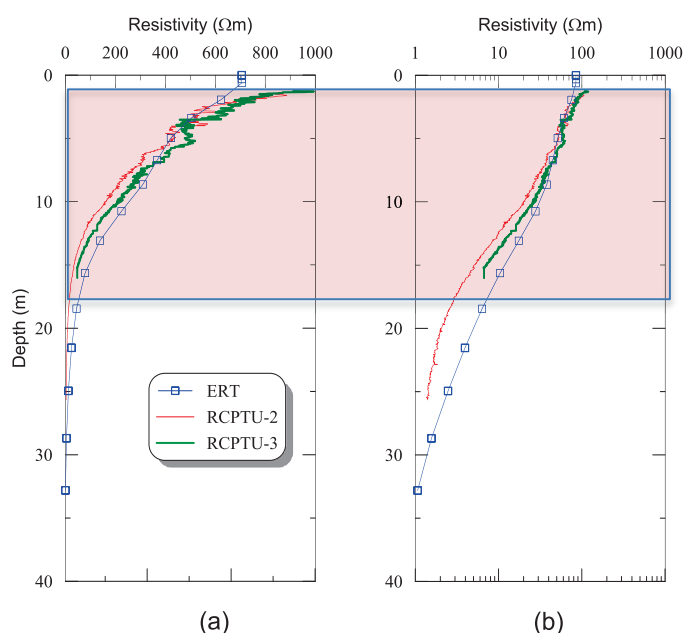 Resistivity (Ωm)
Resistivity (Ωm)
0 200 400 600 800 1000
1 10 100 1000
0
0
10
10
20
20
30
30
40
40
Depth (m)
Depth (m)
ERT
RCPTU-2
RCPTU-3
(a)
(b)